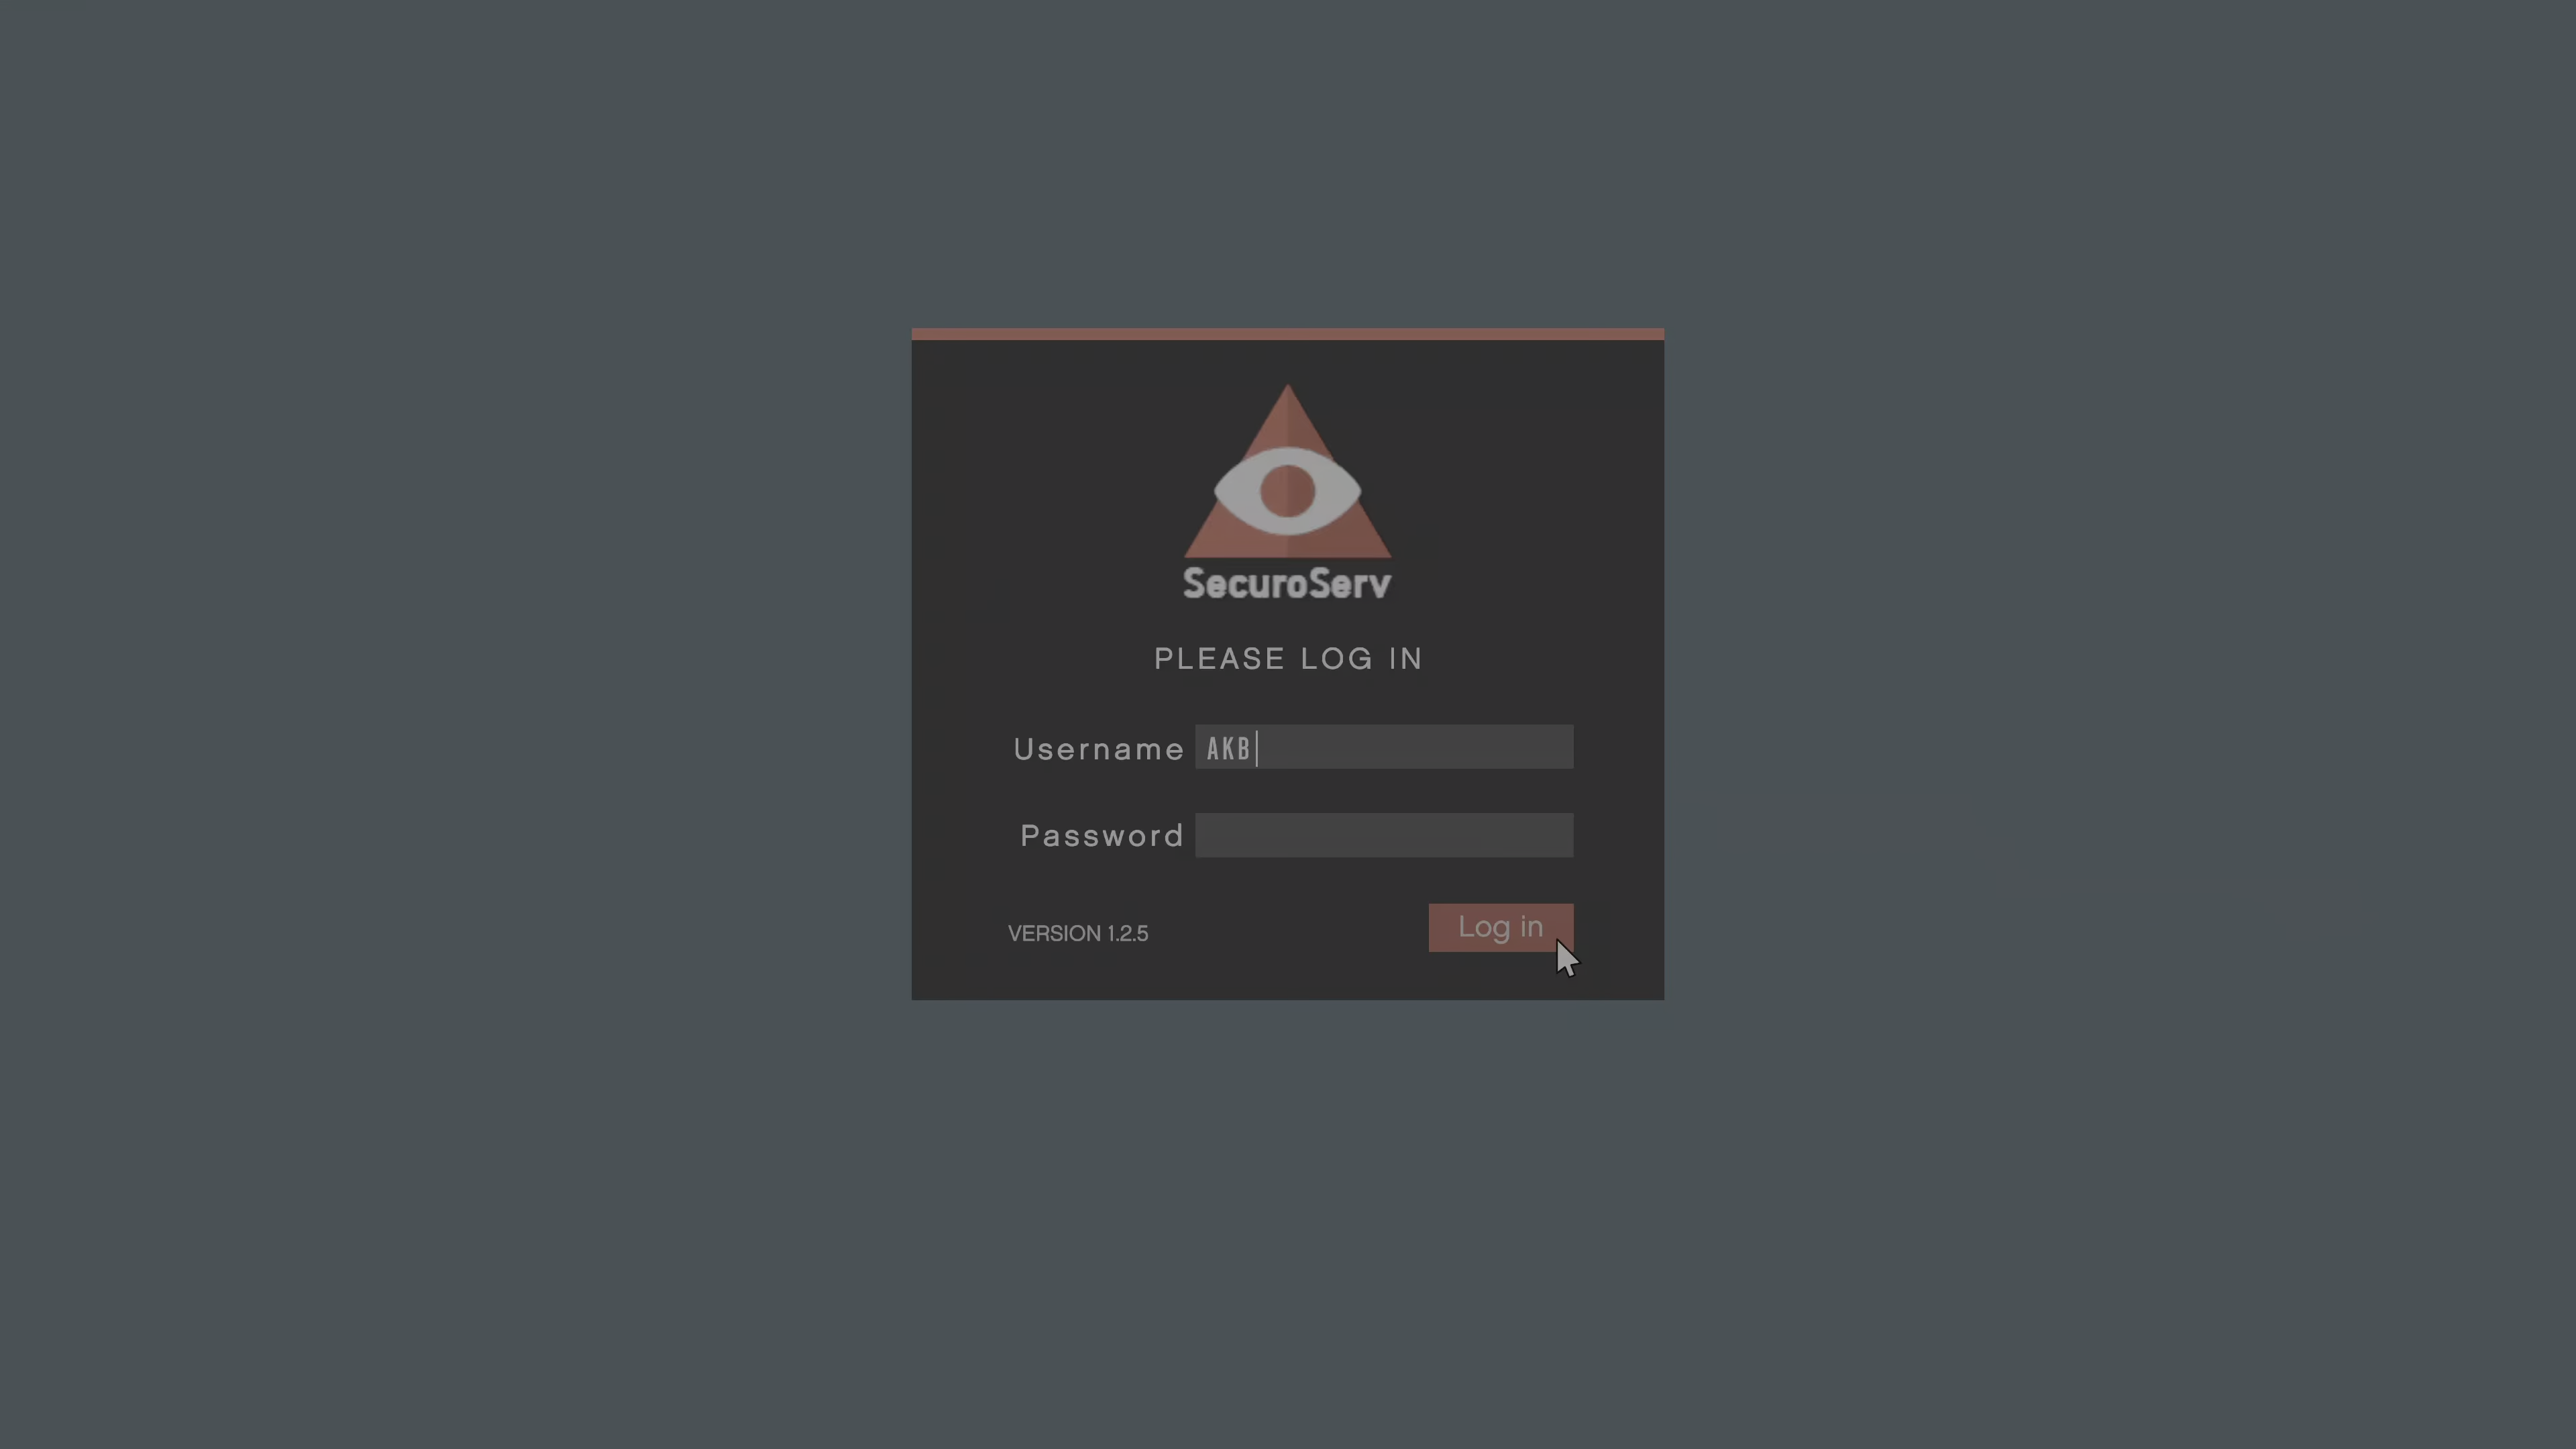 SecuroServ
PLEASE LOG IN
Username AKB
Password
VERSION 1.2.5
Log in